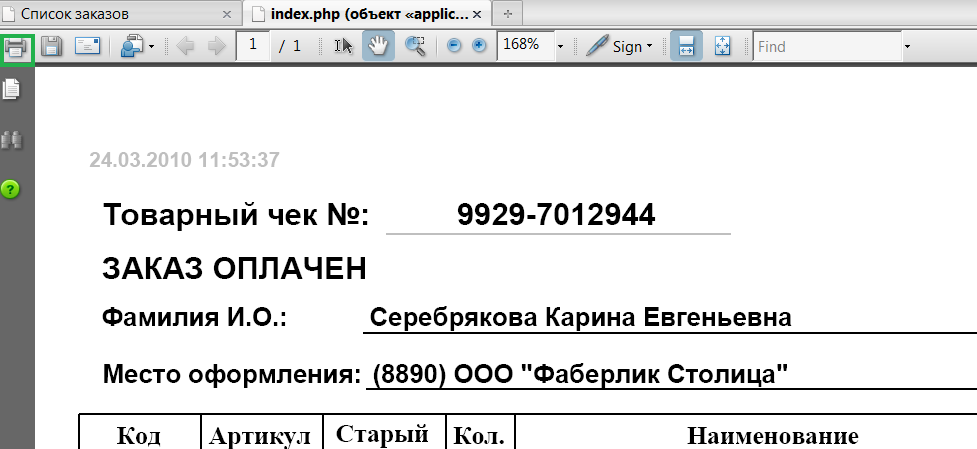 Список заказов × index.php (объект «applic... × +
1 / 1 168% Sign Find
?
24.03.2010 11:53:37
Товарный чек №: 9929-7012944
ЗАКАЗ ОПЛАЧЕН
Фамилия И.О.: Серебрякова Карина Евгеньевна
Место оформления: (8890) ООО "Фаберлик Столица"
Код Артикул Старый Кол. Наименование